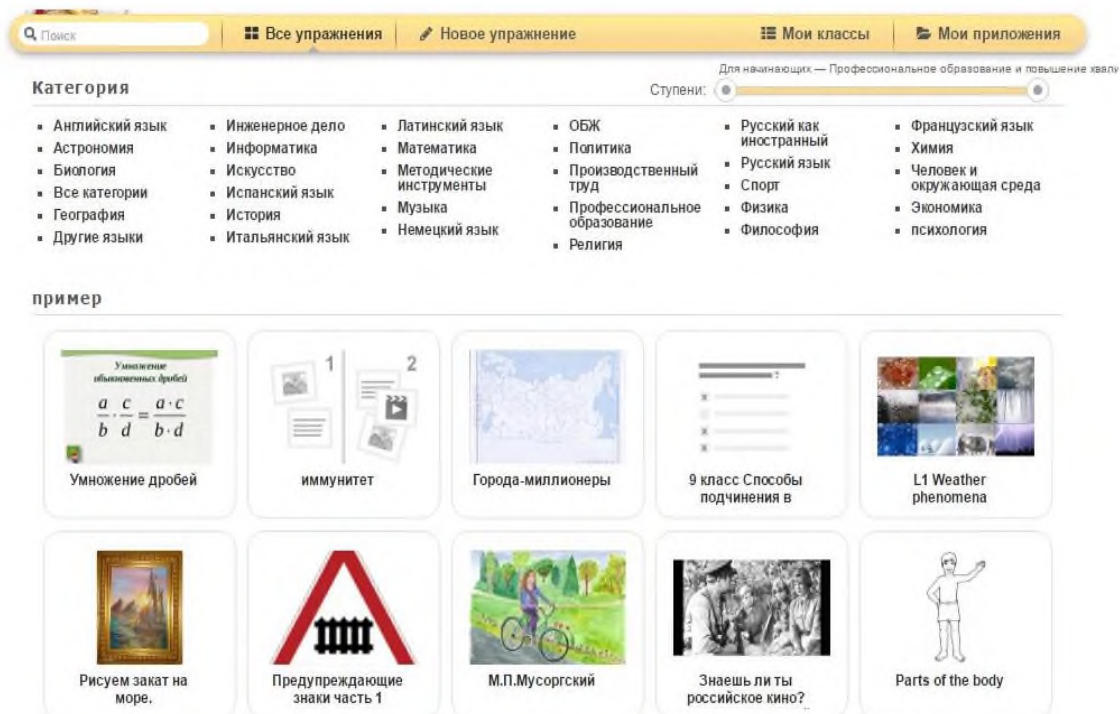 Поиск
Все упражнения
Новое упражнение
Мои классы
Мои приложения
Для начинающих — Профессиональное образование и повышение квали
Категория
Ступени:
Английский язык
Астрономия
Биология
Все категории
География
Другие языки
Инженерное дело
Информатика
Искусство
Испанский язык
История
Итальянский язык
Латинский язык
Математика
Методические
инструменты
Музыка
Немецкий язык
ОБЖ
Политика
Производственный
труд
Профессиональное
образование
Религия
Русский как
иностранный
Русский язык
Спорт
Физика
Философия
Французский язык
Химия
Человек и
окружающая среда
Экономика
психология
пример
Умножение
обыкновенных дробей
a/b · c/d = a·c/b·d
Умножение дробей
1 2
иммунитет
Города-миллионеры
?
9 класс Способы
подчинения в
L1 Weather
phenomena
Рисуем закат на
море.
Предупреждающие
знаки часть 1
М.П.Мусоргский
Знаешь ли ты
российское кино?
Parts of the body